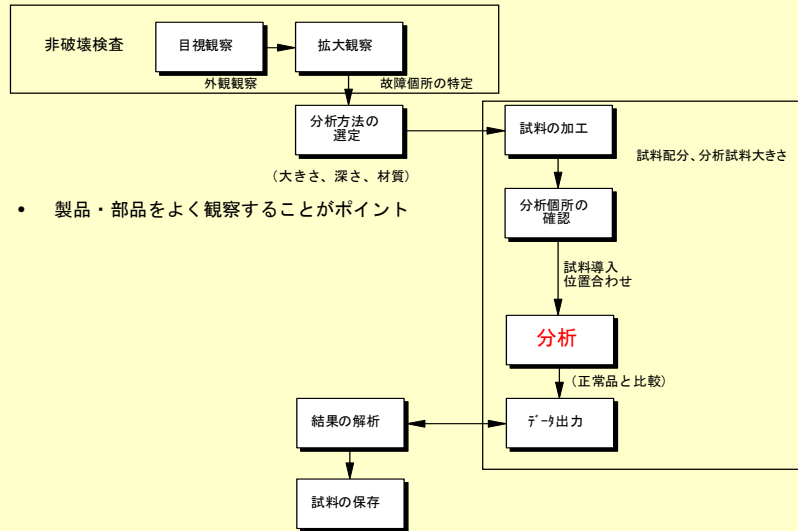 非破壊検査
目視観察
拡大観察
外観観察
故障個所の特定
分析方法の
選定
(大きさ、深さ、材質)
• 製品・部品をよく観察することがポイント
試料の加工
試料配分、分析試料大きさ
分析個所の
確認
試料導入
位置合わせ
分析
(正常品と比較)
データ出力
結果の解析
試料の保存